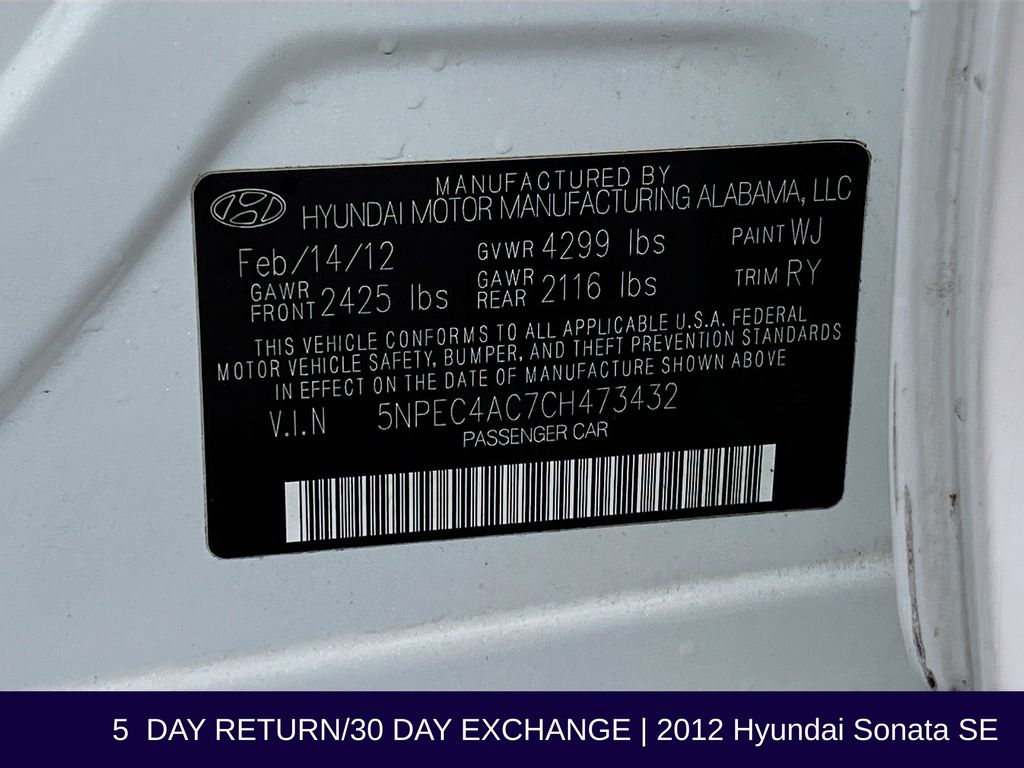 MANUFACTURED BY
HYUNDAI MOTOR MANUFACTURING ALABAMA, LLC
Feb/14/12 GVWR 4299 lbs PAINT WJ
GAWR FRONT 2425 lbs GAWR REAR 2116 lbs TRIM RY
THIS VEHICLE CONFORMS TO ALL APPLICABLE U.S.A. FEDERAL
MOTOR VEHICLE SAFETY, BUMPER, AND THEFT PREVENTION STANDARDS
IN EFFECT ON THE DATE OF MANUFACTURE SHOWN ABOVE
V.I.N 5NPEC4AC7CH473432
PASSENGER CAR
5 DAY RETURN/30 DAY EXCHANGE | 2012 Hyundai Sonata SE